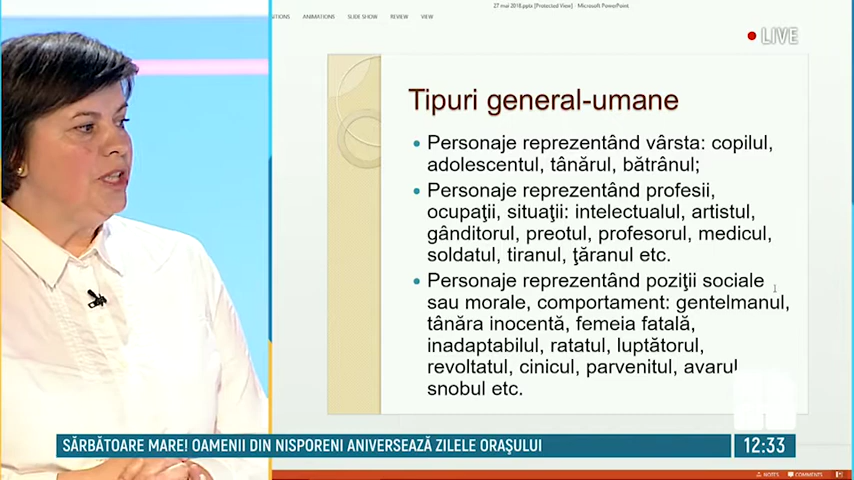 27 mai 2018.pptx [Protected View] - Microsoft PowerPoint
ITIONS ANIMATIONS SLIDE SHOW REVIEW VIEW
LIVE
Tipuri general-umane
Personaje reprezentând vârsta: copilul,
adolescentul, tânărul, bătrânul;
Personaje reprezentând profesii,
ocupaţii, situaţii: intelectualul, artistul,
gânditorul, preotul, profesorul, medicul,
soldatul, tiranul, ţăranul etc.
Personaje reprezentând poziţii sociale
sau morale, comportament: gentelmanul,
tânăra inocentă, femeia fatală,
inadaptabilul, ratatul, luptătorul,
revoltatul, cinicul, parvenitul, avarul
snobul etc.
SĂRBĂTOARE MARE! OAMENII DIN NISPORENI ANIVERSEAZĂ ZILELE ORAŞULUI
12:33
NOTES COMMENTS